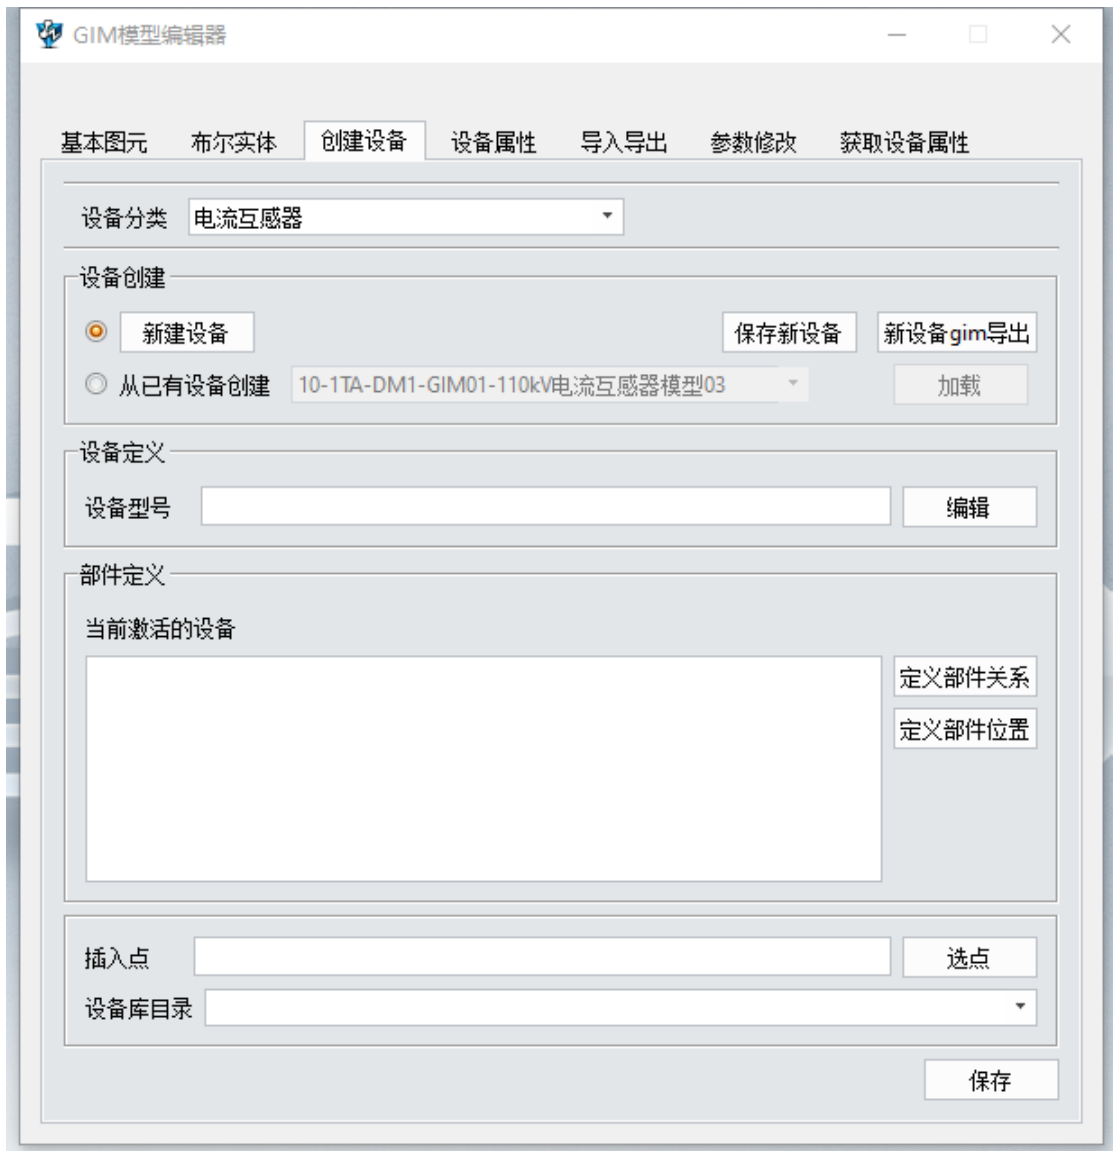 GIM模型编辑器
基本图元 布尔实体 创建设备 设备属性 导入导出 参数修改 获取设备属性
设备分类 电流互感器
设备创建
新建设备 保存新设备 新设备gim导出
从已有设备创建 10-1TA-DM1-GIM01-110kV电流互感器模型03 加载
设备定义
设备型号 编辑
部件定义
当前激活的设备
定义部件关系
定义部件位置
插入点 选点
设备库目录
保存